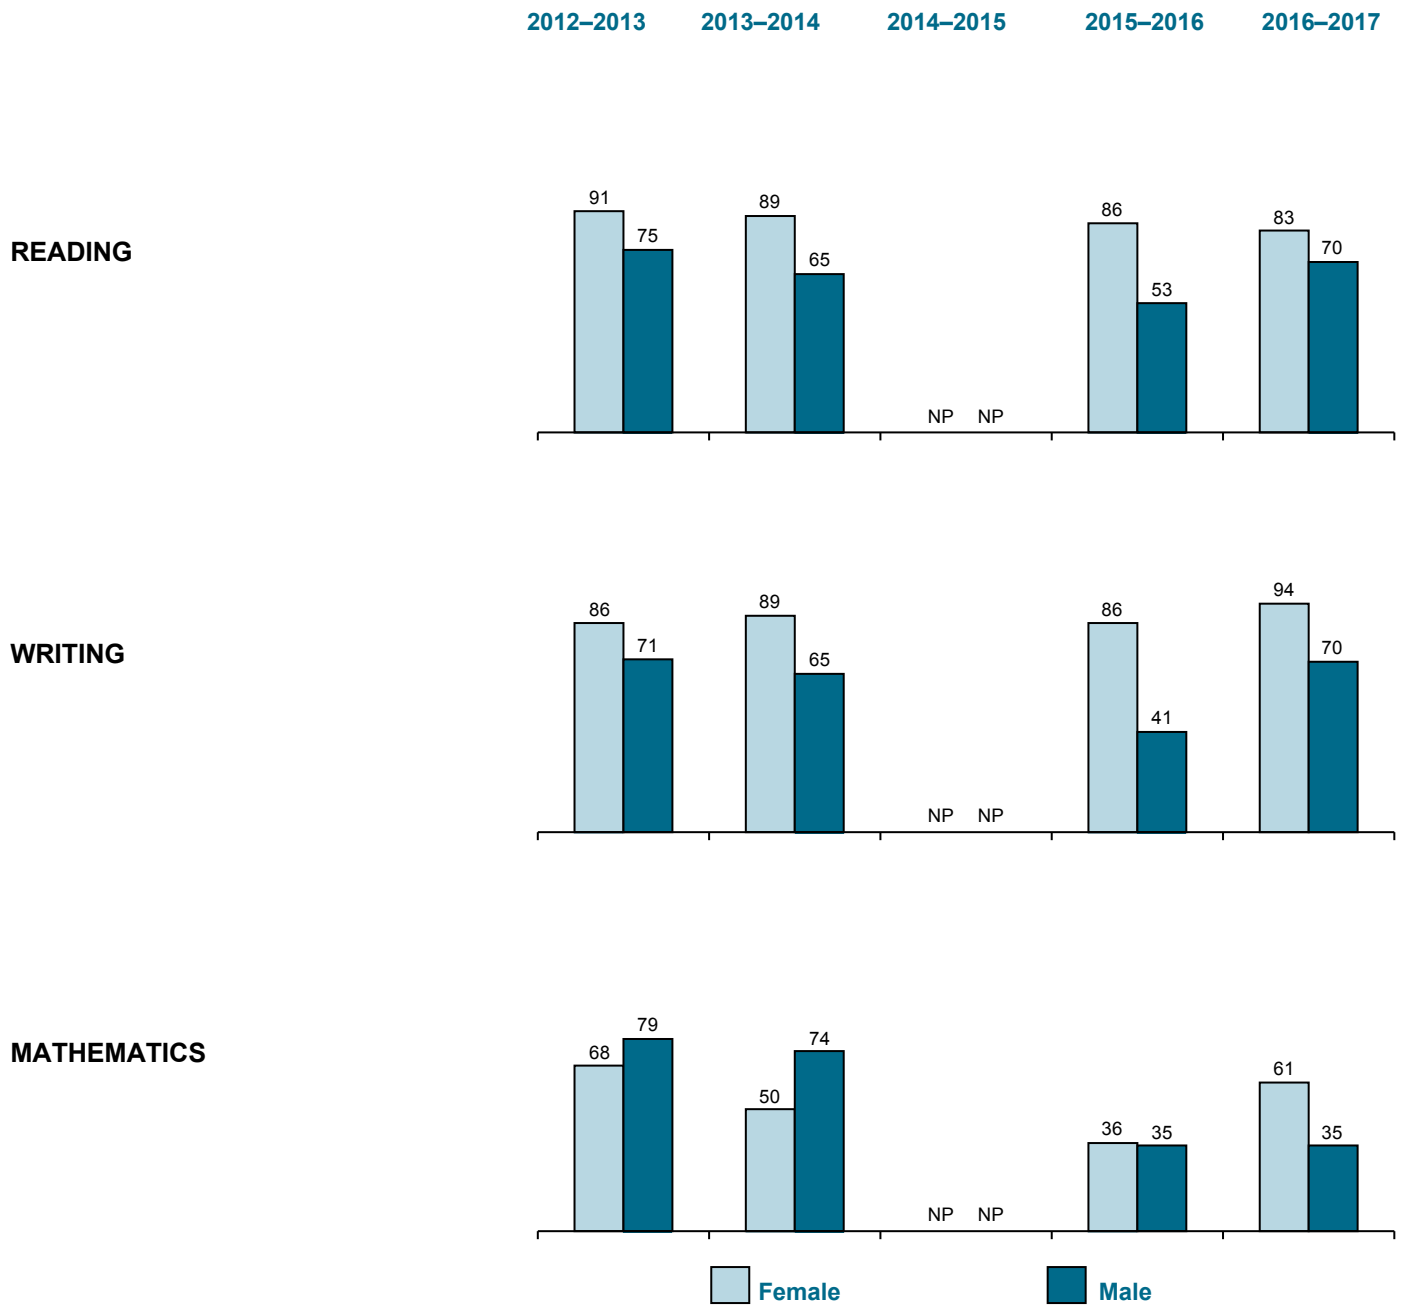 2012–2013 2013–2014 2014–2015 2015–2016 2016–2017
READING
91 75 89 65 NP NP 86 53 83 70
WRITING
86 71 89 65 NP NP 86 41 94 70
MATHEMATICS
68 79 50 74 NP NP 36 35 61 35
Female Male